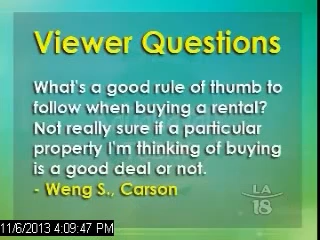 Viewer Questions
What's a good rule of thumb to
follow when buying a rental?
Not really sure if a particular
property I'm thinking of buying
is a good deal or not.
- Weng S., Carson
LA
18
11/6/2013 4:09:47 PM